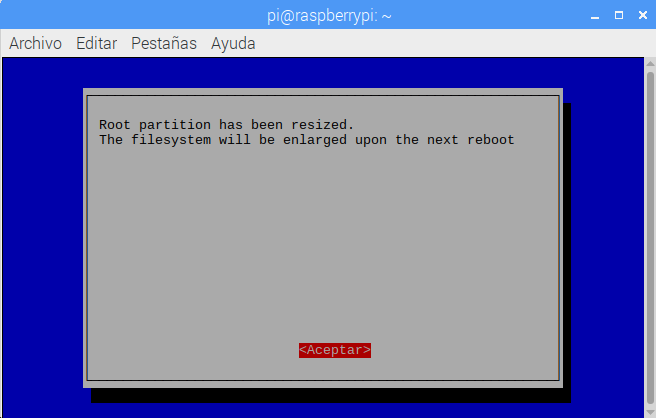 pi@raspberrypi: ~
Archivo Editar Pestañas Ayuda
Root partition has been resized.
The filesystem will be enlarged upon the next reboot
<Aceptar>